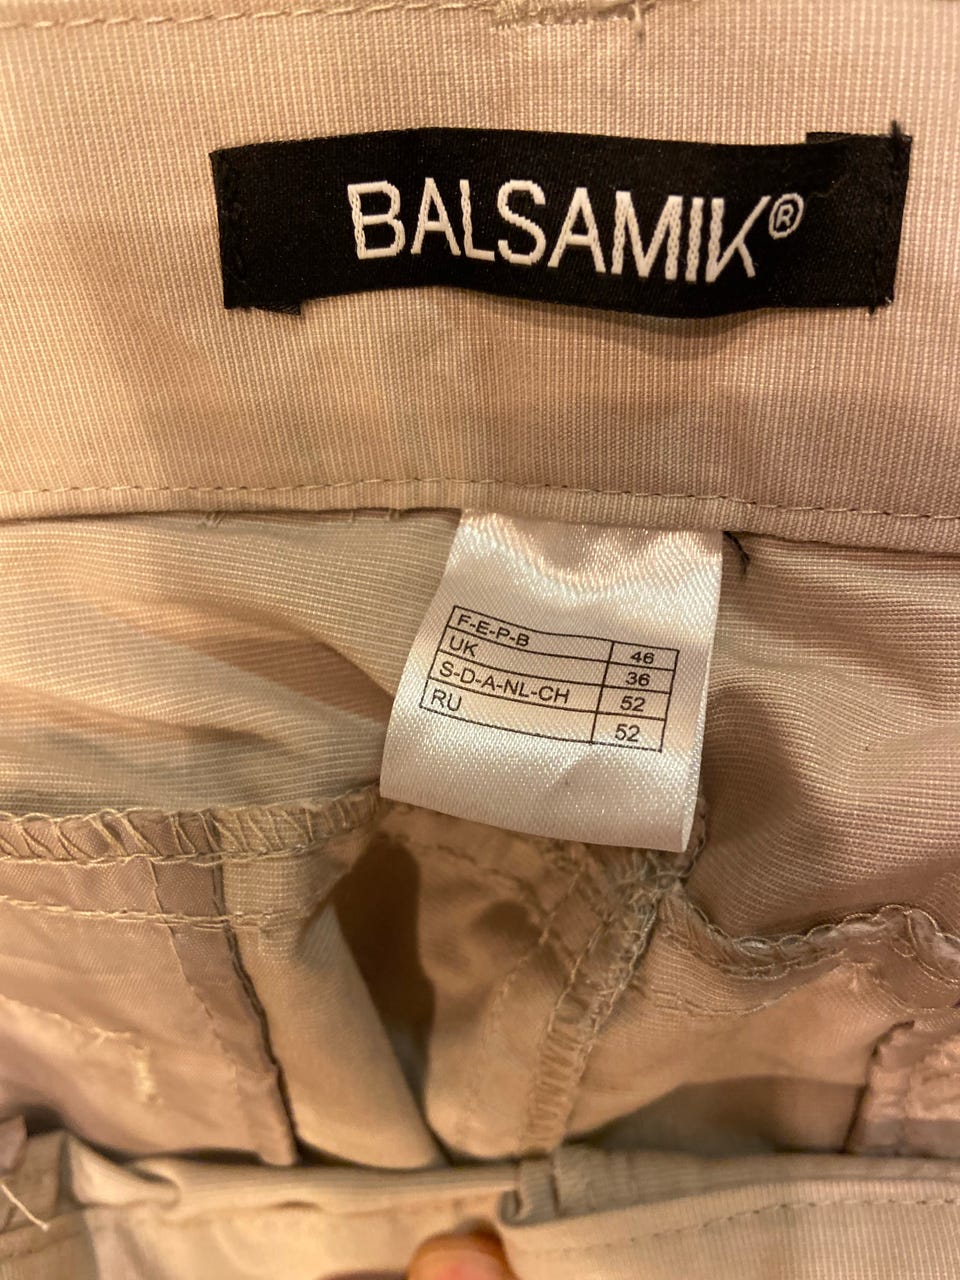 BALSAMIK®
F-E-P-B 46
UK 36
S-D-A-NL-CH 52
RU 52